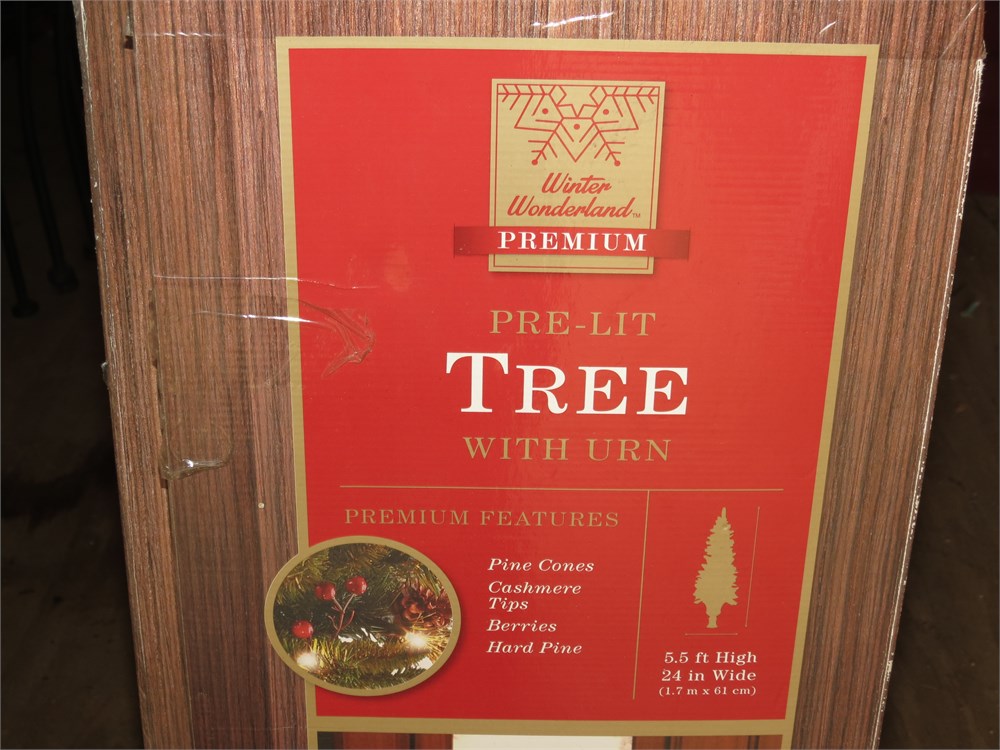 Winter
Wonderland™
PREMIUM
PRE-LIT
TREE
WITH URN
PREMIUM FEATURES
Pine Cones
Cashmere
Tips
Berries
Hard Pine
5.5 ft High
24 in Wide
(1.7 m x 61 cm)